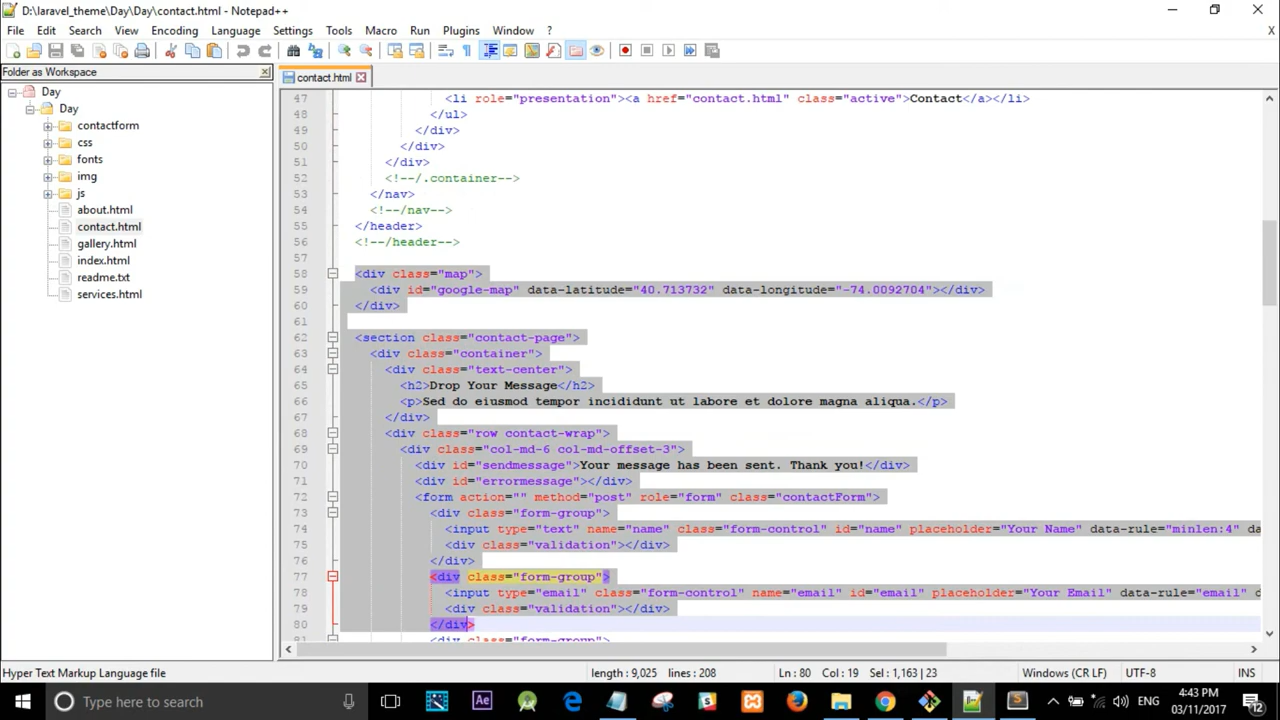 D:\laravel_theme\Day\Day\contact.html - Notepad++
File Edit Search View Encoding Language Settings Tools Macro Run Plugins Window ?
Folder as Workspace
contact.html
Day
Day
contactform
css
fonts
img
js
about.html
contact.html
gallery.html
index.html
readme.txt
services.html
47 <li role="presentation"><a href="contact.html" class="active">Contact</a></li>
48 </ul>
49 </div>
50 </div>
51 </div>
52 <!--/.container-->
53 </nav>
54 <!--/nav-->
55 </header>
56 <!--/header-->
57
58 <div class="map">
59 <div id="google-map" data-latitude="40.713732" data-longitude="-74.0092704"></div>
60 </div>
61
62 <section class="contact-page">
63 <div class="container">
64 <div class="text-center">
65 <h2>Drop Your Message</h2>
66 <p>Sed do eiusmod tempor incididunt ut labore et dolore magna aliqua.</p>
67 </div>
68 <div class="row contact-wrap">
69 <div class="col-md-6 col-md-offset-3">
70 <div id="sendmessage">Your message has been sent. Thank you!</div>
71 <div id="errormessage"></div>
72 <form action="" method="post" role="form" class="contactForm">
73 <div class="form-group">
74 <input type="text" name="name" class="form-control" id="name" placeholder="Your Name" data-rule="minlen:4" da
75 <div class="validation"></div>
76 </div>
77 <div class="form-group">
78 <input type="email" class="form-control" name="email" id="email" placeholder="Your Email" data-rule="email" d
79 <div class="validation"></div>
80 </div>
81 <div class="form-group">
Hyper Text Markup Language file length : 9,025 lines : 208 Ln : 80 Col : 19 Sel : 1,163 | 23 Windows (CR LF) UTF-8 INS
Type here to search
Ae
S
ENG
4:43 PM
03/11/2017
12